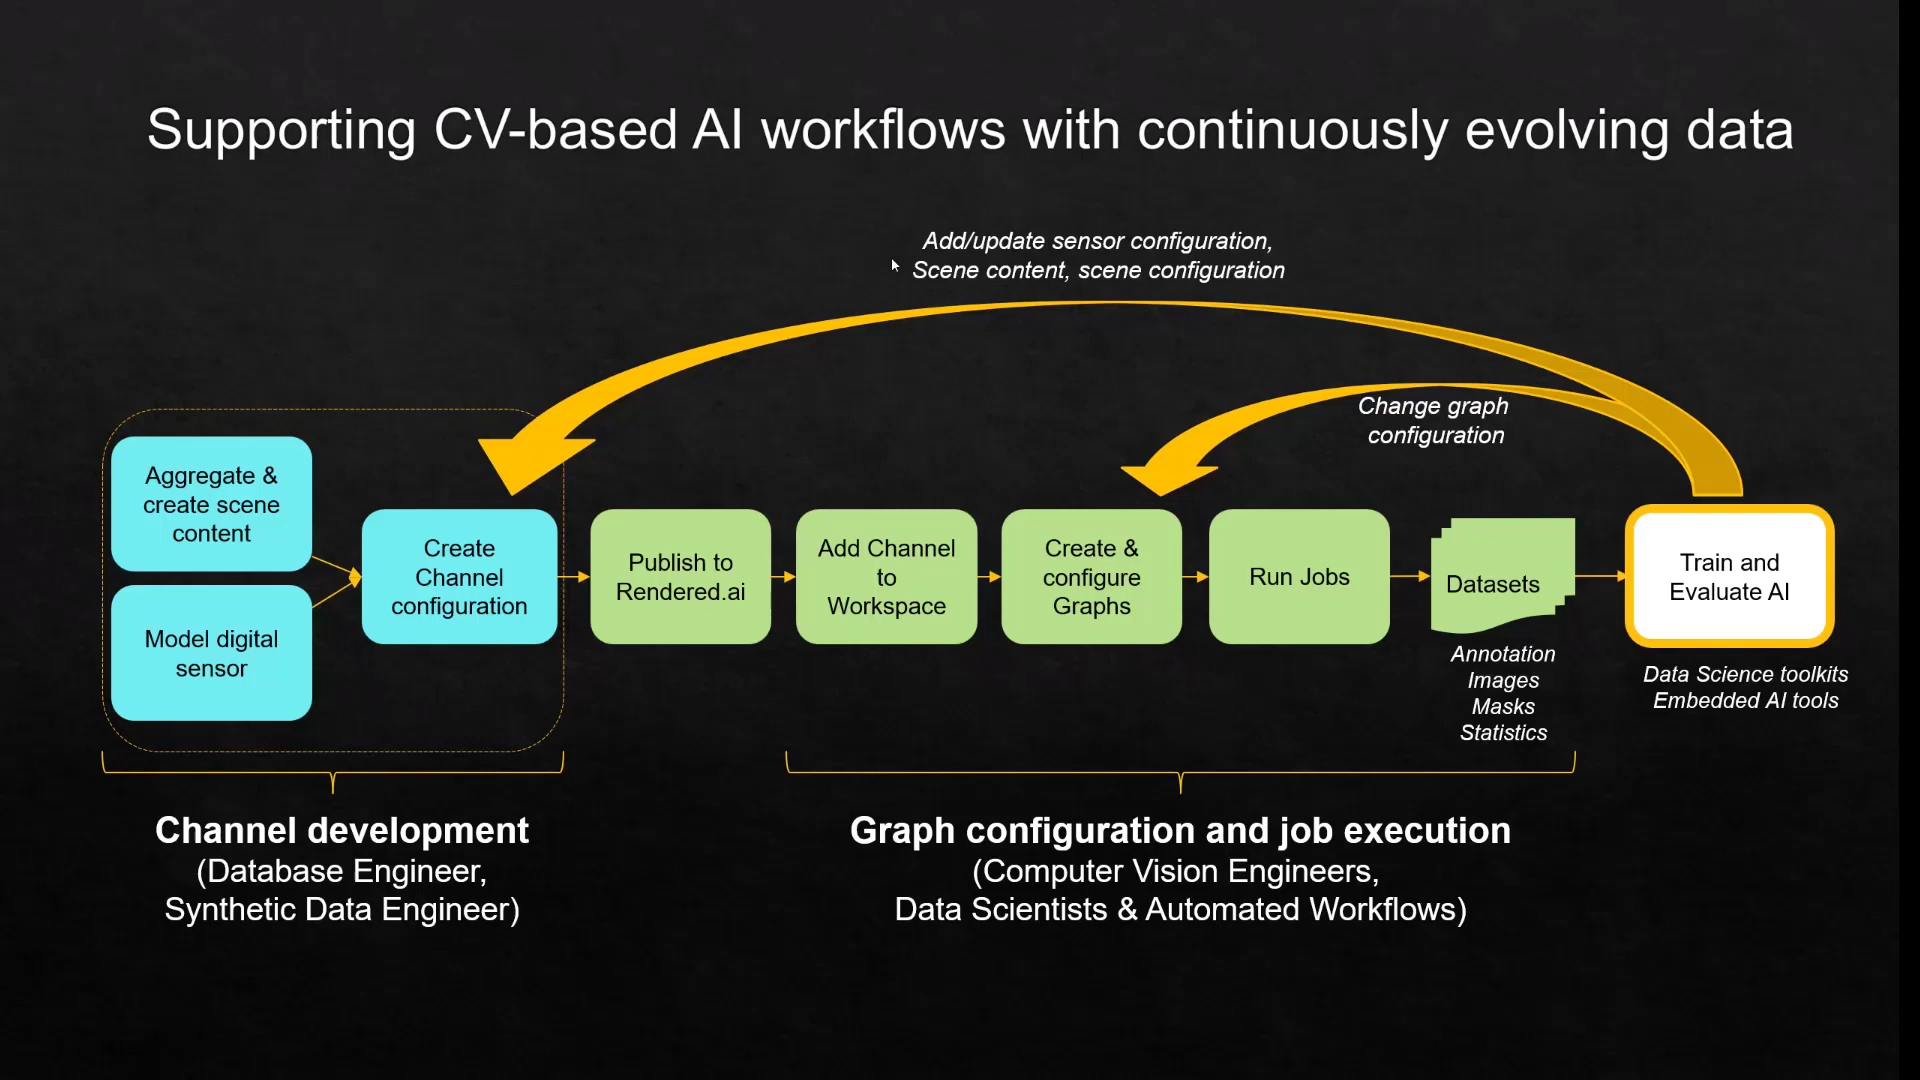 Supporting CV-based AI workflows with continuously evolving data
Add/update sensor configuration,
Scene content, scene configuration
Change graph
configuration
Aggregate &
create scene
content
Model digital
sensor
Create
Channel
configuration
Publish to
Rendered.ai
Add Channel
to
Workspace
Create &
configure
Graphs
Run Jobs
Datasets
Annotation
Images
Masks
Statistics
Train and
Evaluate AI
Data Science toolkits
Embedded AI tools
Channel development
(Database Engineer,
Synthetic Data Engineer)
Graph configuration and job execution
(Computer Vision Engineers,
Data Scientists & Automated Workflows)